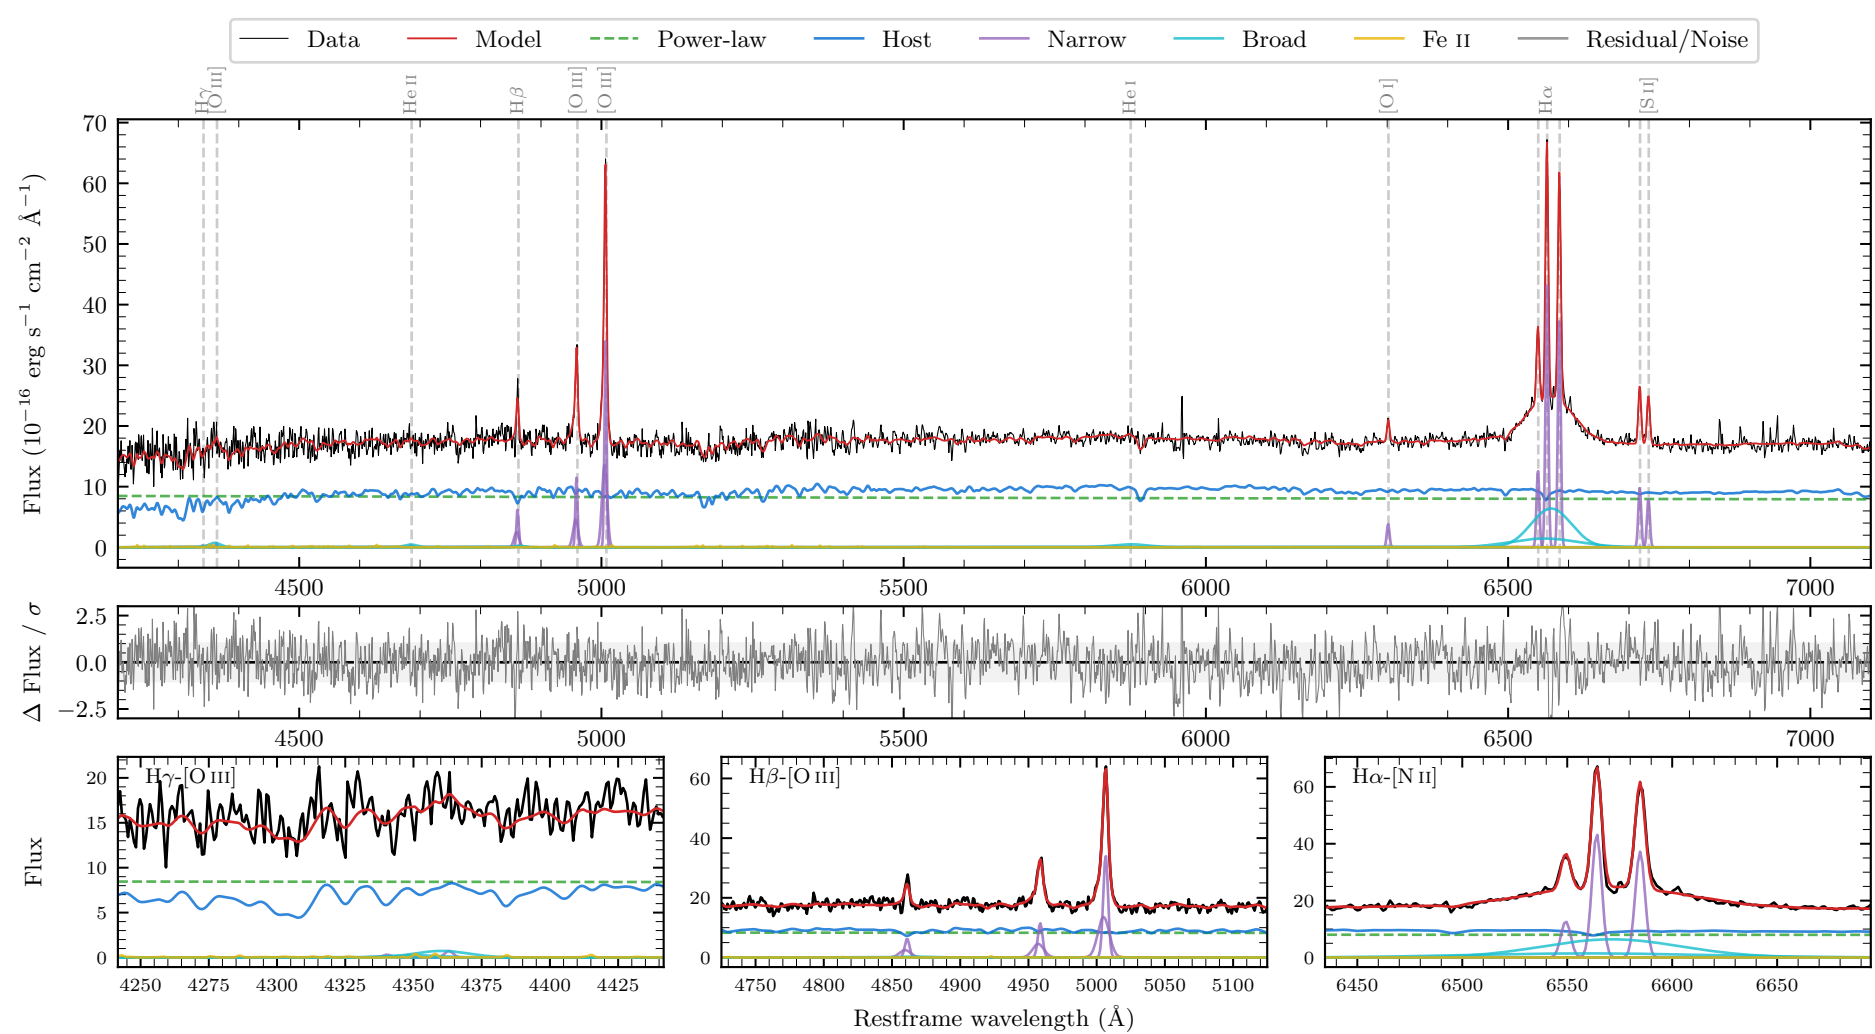 Data Model Power-law Host Narrow Broad Fe II Residual/Noise
Hγ [O III] He II Hβ [O III] [O III] He I [O I] Hα [S II]
Flux (10⁻¹⁶ erg s⁻¹ cm⁻² Å⁻¹)
70
60
50
40
30
20
10
0
4500 5000 5500 6000 6500 7000
Δ Flux / σ
2.5
0.0
−2.5
4500 5000 5500 6000 6500 7000
Flux
Hγ-[O III]
20
15
10
5
0
4250 4275 4300 4325 4350 4375 4400 4425
Hβ-[O III]
60
40
20
0
4750 4800 4850 4900 4950 5000 5050 5100
Hα-[N II]
60
40
20
0
6450 6500 6550 6600 6650
Restframe wavelength (Å)